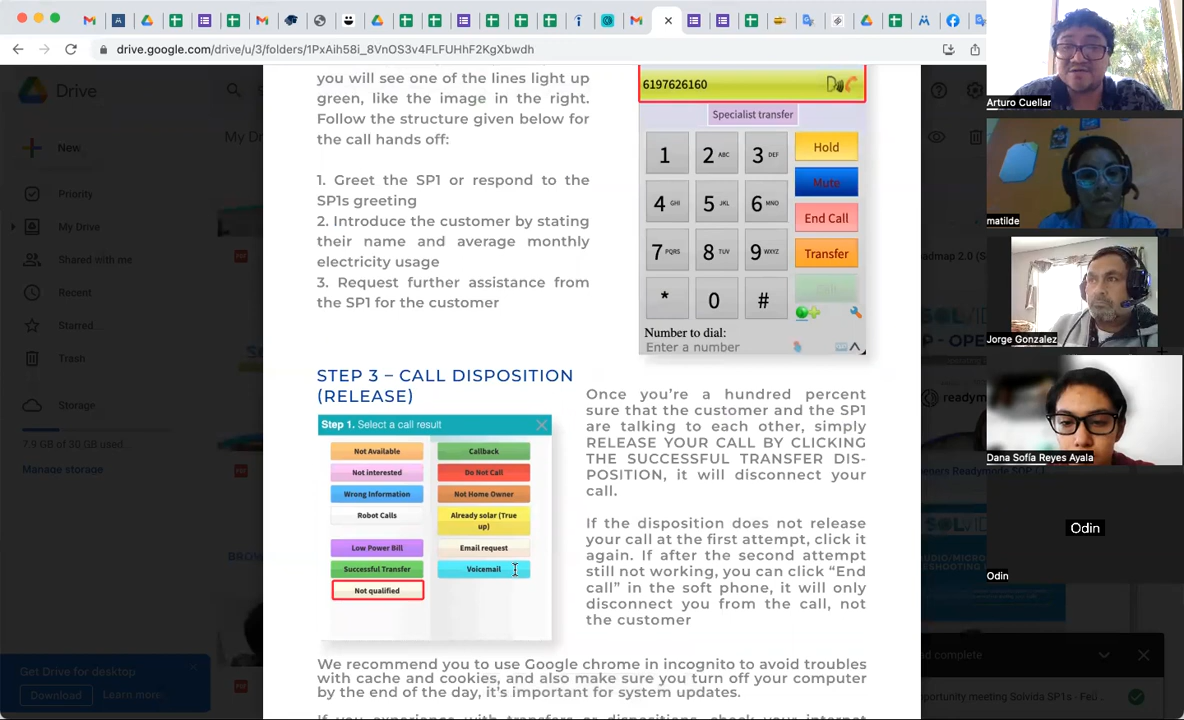 drive.google.com/drive/u/3/folders/1PxAih58i_8VnOS3v4FLFUHhF2KgXbwdh
Drive
New
Priority
My Drive
Shared with me
Recent
Starred
Trash
Storage
7.9 GB of 30 GB used
Manage storage
Get Drive for desktop
Download
Learn more
My D
you will see one of the lines light up
green, like the image in the right.
Follow the structure given below for
the call hands off:
1. Greet the SP1 or respond to the
SP1s greeting
2. Introduce the customer by stating
their name and average monthly
electricity usage
3. Request further assistance from
the SP1 for the customer
6197626160
Specialist transfer
1
2 ABC
3 DEF
Hold
4 GHI
5 JKL
6 MNO
Mute
End Call
7 PQRS
8 TUV
9 WXYZ
Transfer
*
0
#
Number to dial:
Enter a number
STEP 3 – CALL DISPOSITION
(RELEASE)
Step 1. Select a call result
Not Available
Callback
Not interested
Do Not Call
Wrong Information
Not Home Owner
Robot Calls
Already solar (True
up)
Low Power Bill
Email request
Successful Transfer
Voicemail
Not qualified
Once you're a hundred percent
sure that the customer and the SP1
are talking to each other, simply
RELEASE YOUR CALL BY CLICKING
THE SUCCESSFUL TRANSFER DIS-
POSITION, it will disconnect your
call.
If the disposition does not release
your call at the first attempt, click it
again. If after the second attempt
still not working, you can click “End
call” in the soft phone, it will only
disconnect you from the call, not
the customer
We recommend you to use Google chrome in incognito to avoid troubles
with cache and cookies, and also make sure you turn off your computer
by the end of the day, it's important for system updates.
If you experience with transfers or dispositions, check your internet
Arturo Cuellar
matilde
Jorge Gonzalez
Dana Sofía Reyes Ayala
Odin
Odin